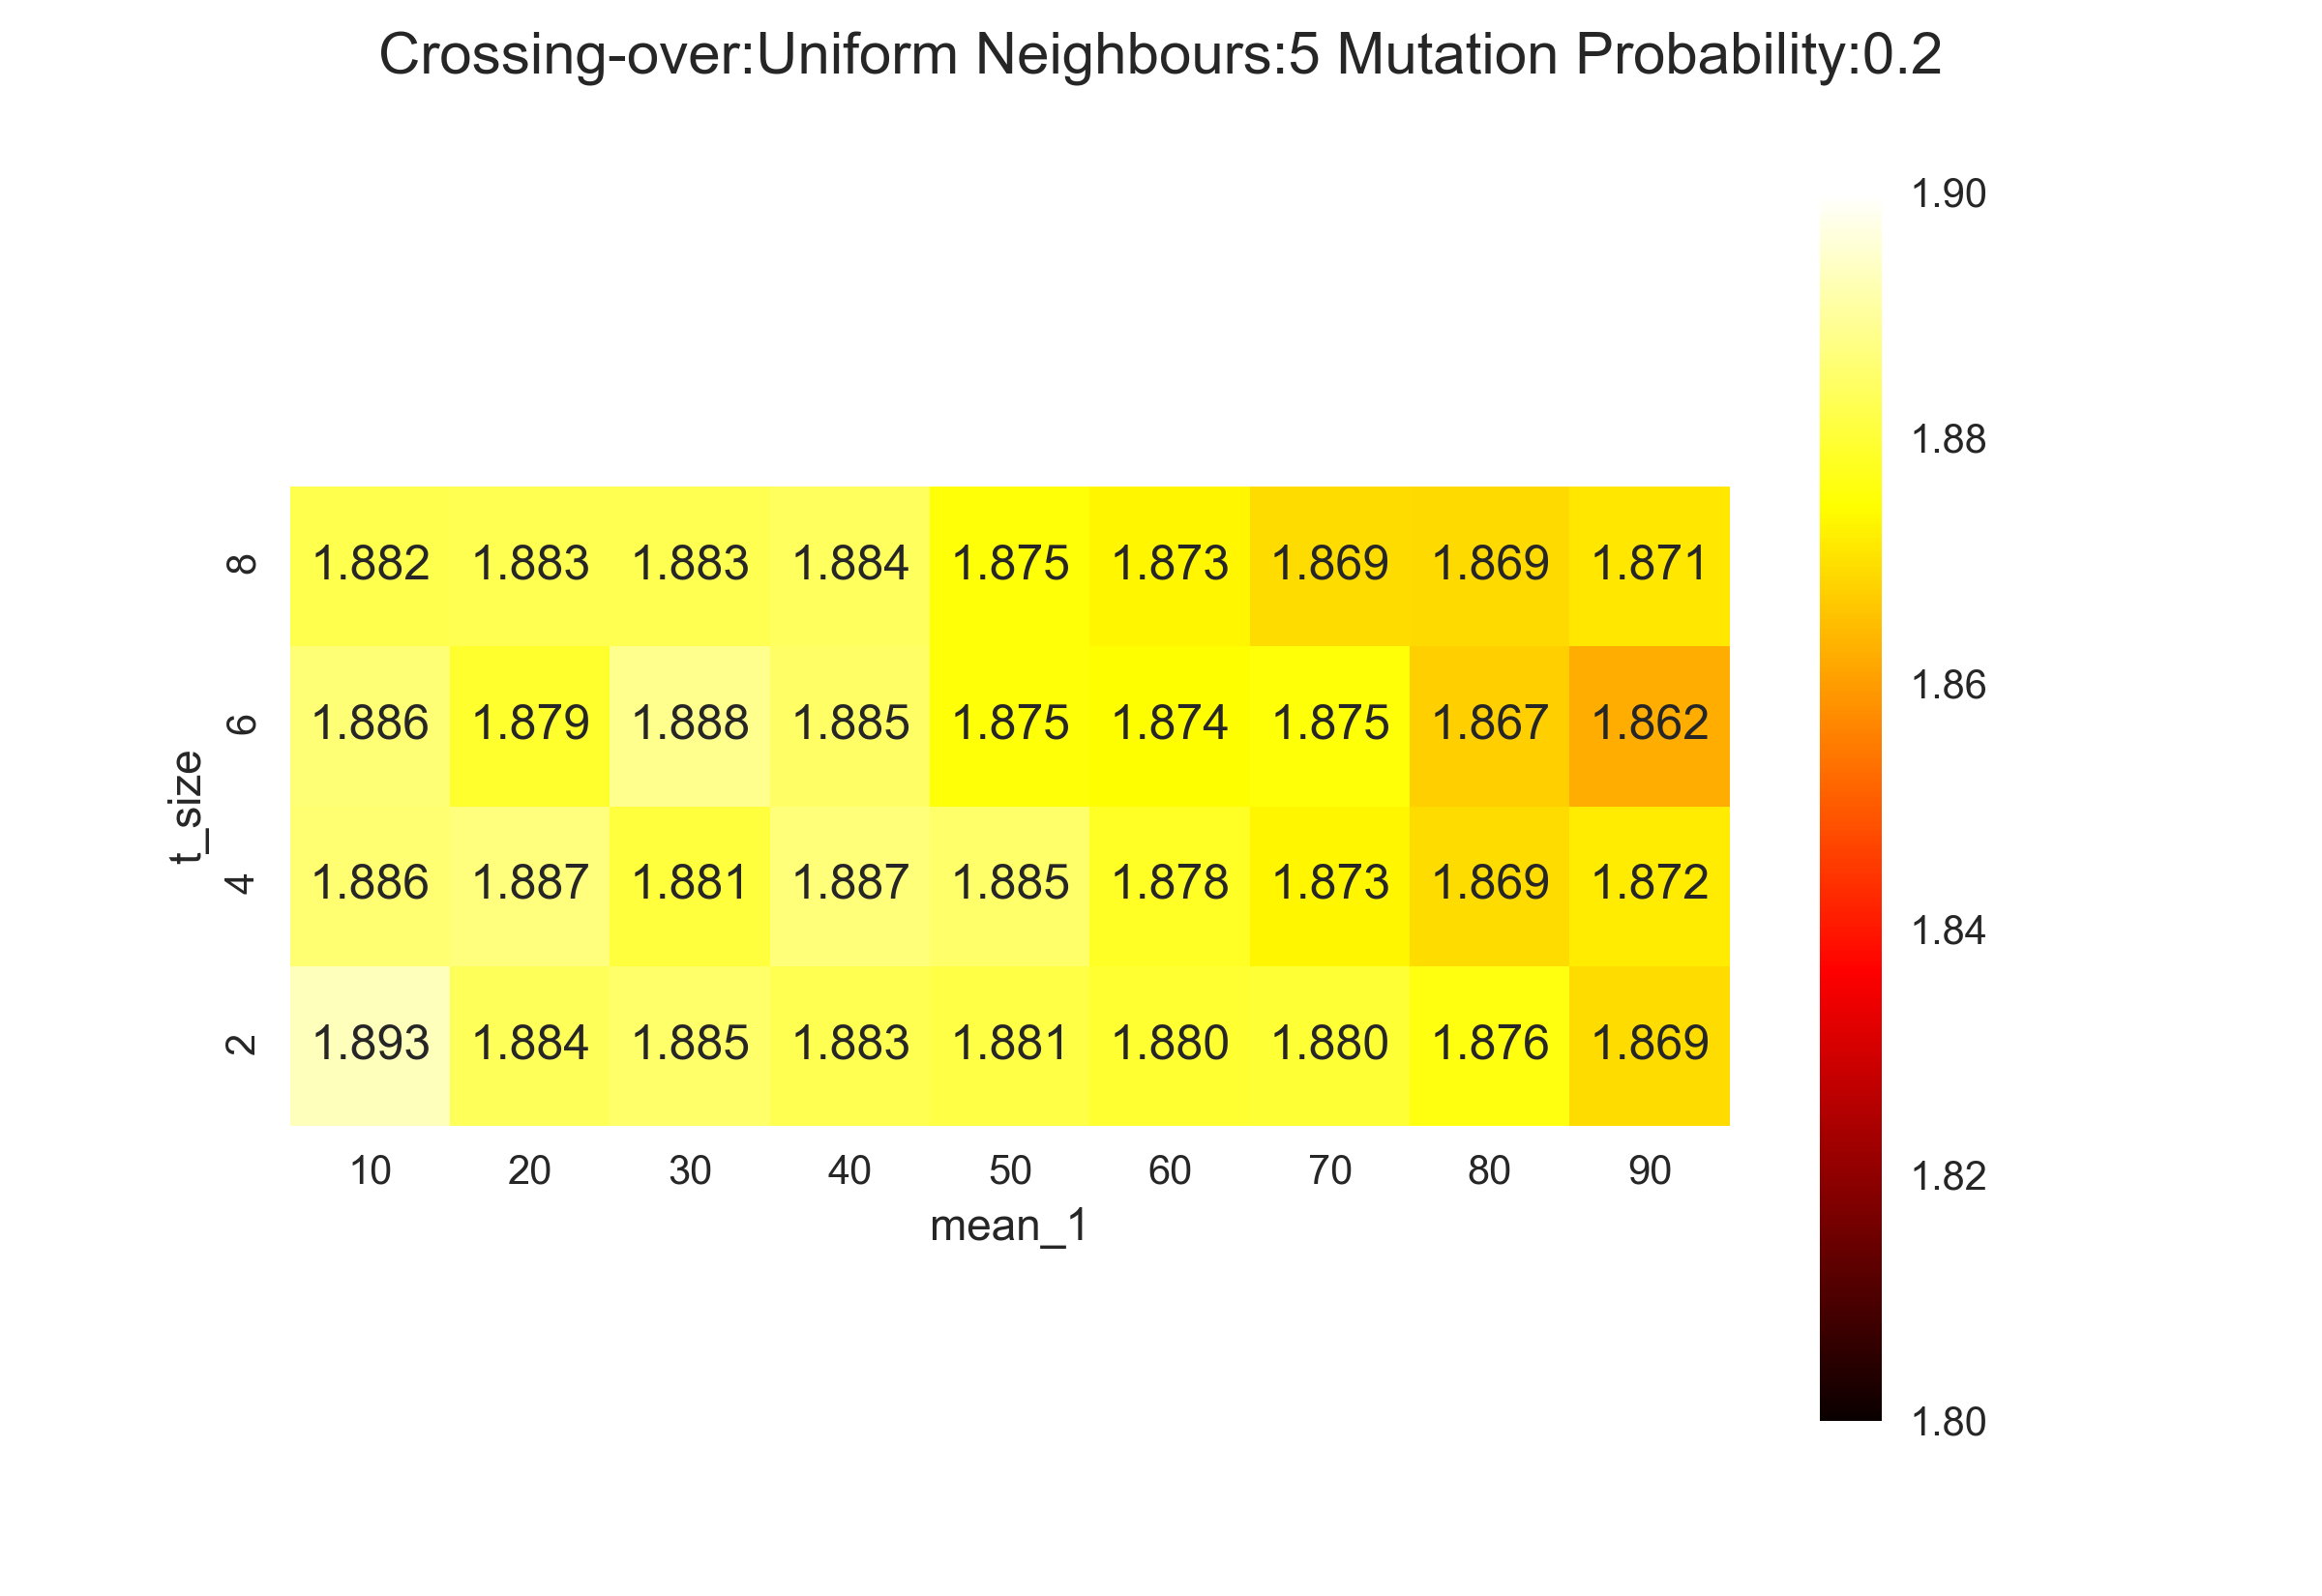 Crossing-over:Uniform Neighbours:5 Mutation Probability:0.2
t_size
8 1.882 1.883 1.883 1.884 1.875 1.873 1.869 1.869 1.871
6 1.886 1.879 1.888 1.885 1.875 1.874 1.875 1.867 1.862
4 1.886 1.887 1.881 1.887 1.885 1.878 1.873 1.869 1.872
2 1.893 1.884 1.885 1.883 1.881 1.880 1.880 1.876 1.869
10 20 30 40 50 60 70 80 90
mean_1
1.90
1.88
1.86
1.84
1.82
1.80